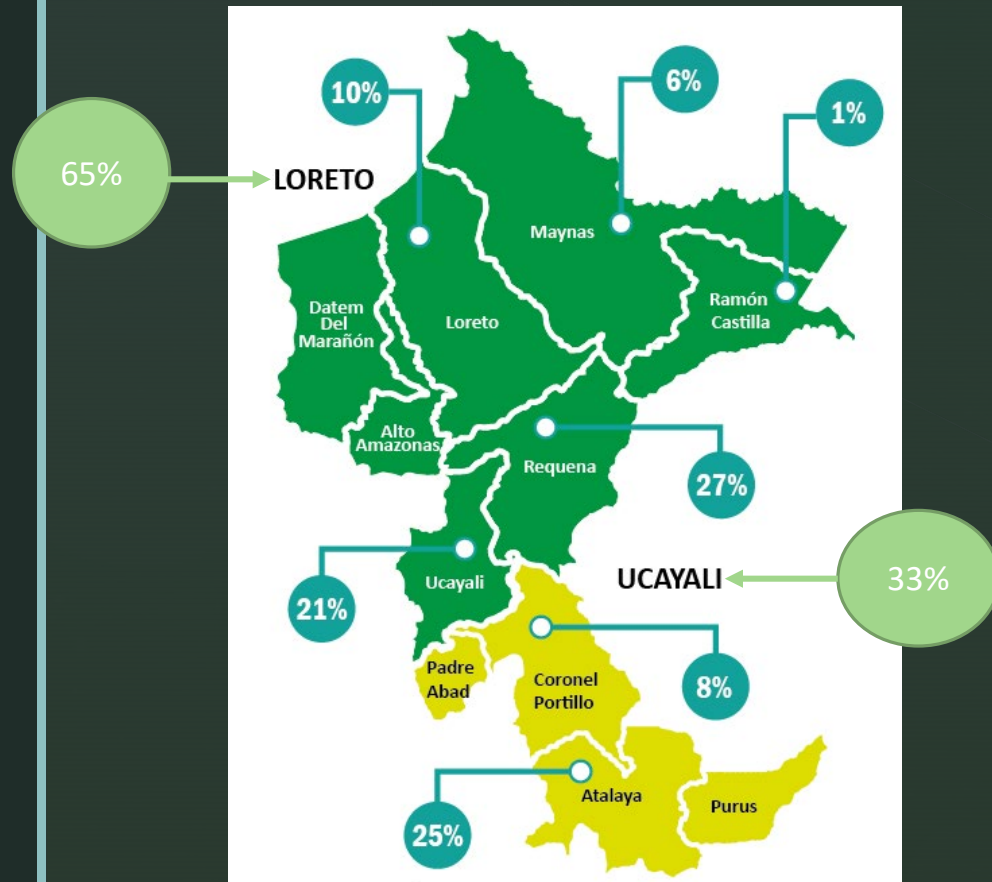 10%
6%
1%
65%
LORETO
Maynas
Datem
Del
Marañón
Loreto
Ramón
Castilla
Alto
Amazonas
Requena
27%
UCAYALI
33%
Ucayali
21%
Padre
Abad
Coronel
Portillo
8%
Atalaya
Purus
25%